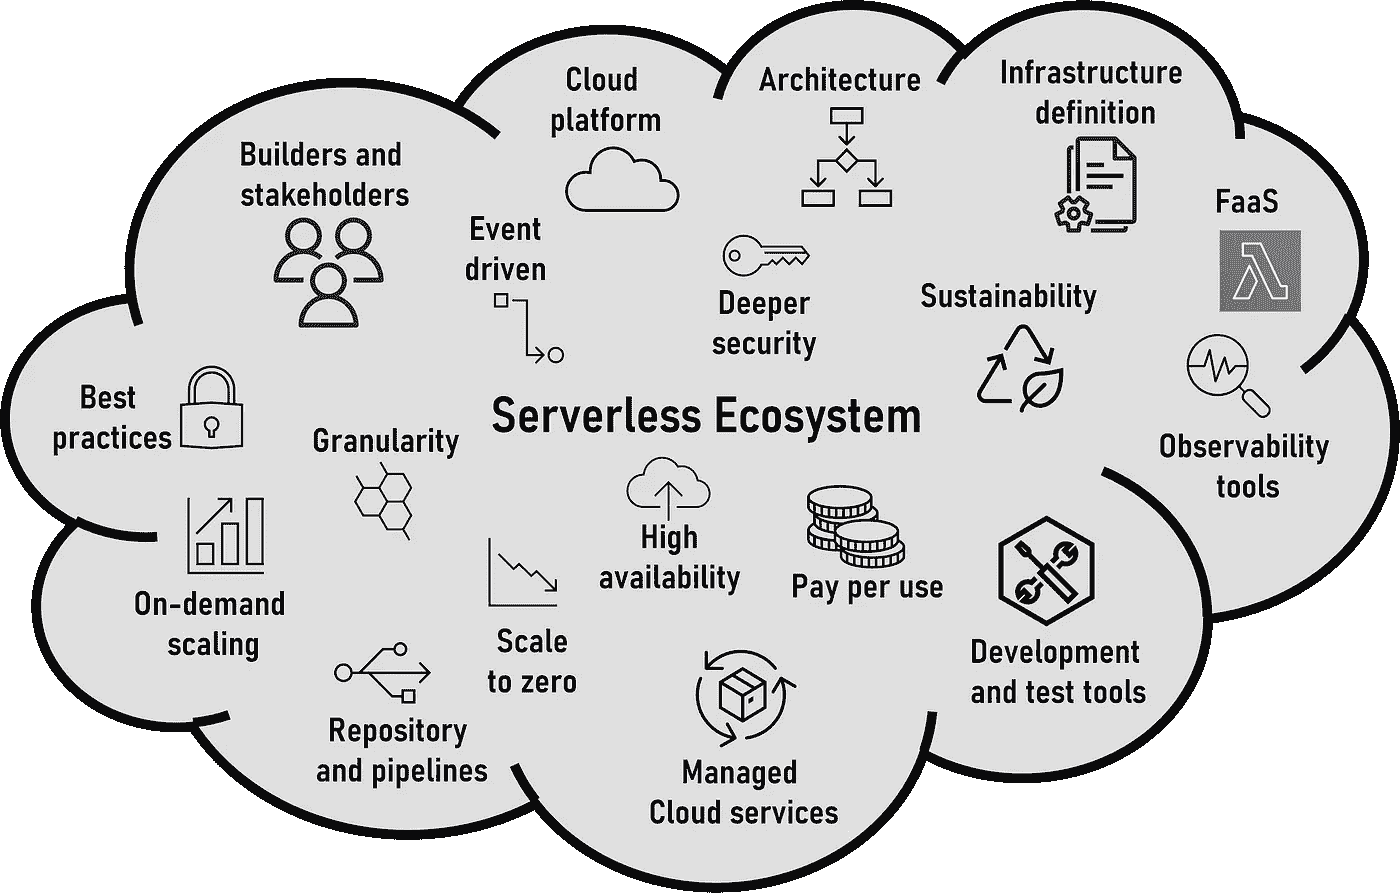 Cloud
platform
Architecture
Infrastructure
definition
Builders and
stakeholders
FaaS
Event
driven
Deeper
security
Sustainability
Best
practices
Granularity
Serverless Ecosystem
Observability
tools
High
availability
Pay per use
On-demand
scaling
Scale
to zero
Development
and test tools
Repository
and pipelines
Managed
Cloud services